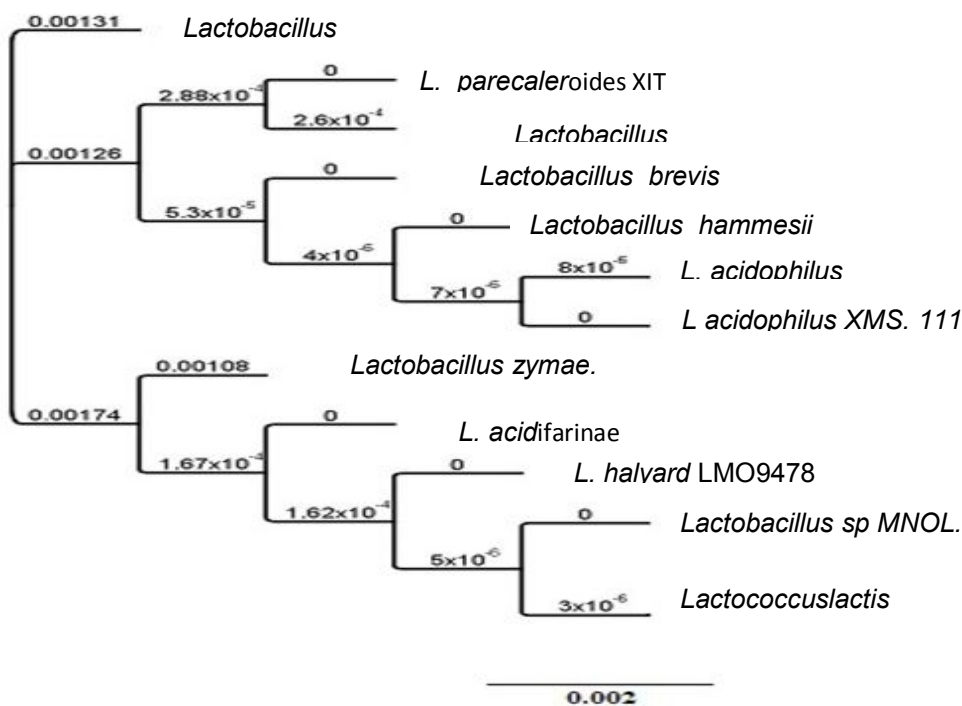 0.00131 Lactobacillus
0
L. parecaleroides XIT
2.88x10⁻⁴
2.6x10⁻⁴
Lactobacillus
0.00126
0
Lactobacillus brevis
5.3x10⁻⁵
0
Lactobacillus hammesii
4x10⁻⁶
8x10⁻⁵
L. acidophilus
7x10⁻⁶
0
L acidophilus XMS. 111
0.00108
Lactobacillus zymae.
0.00174
0
L. acidifarinae
1.67x10⁻⁴
0
L. halvard LMO9478
1.62x10⁻⁴
0
Lactobacillus sp MNOL.
5x10⁻⁶
3x10⁻⁶
Lactococcuslactis
0.002